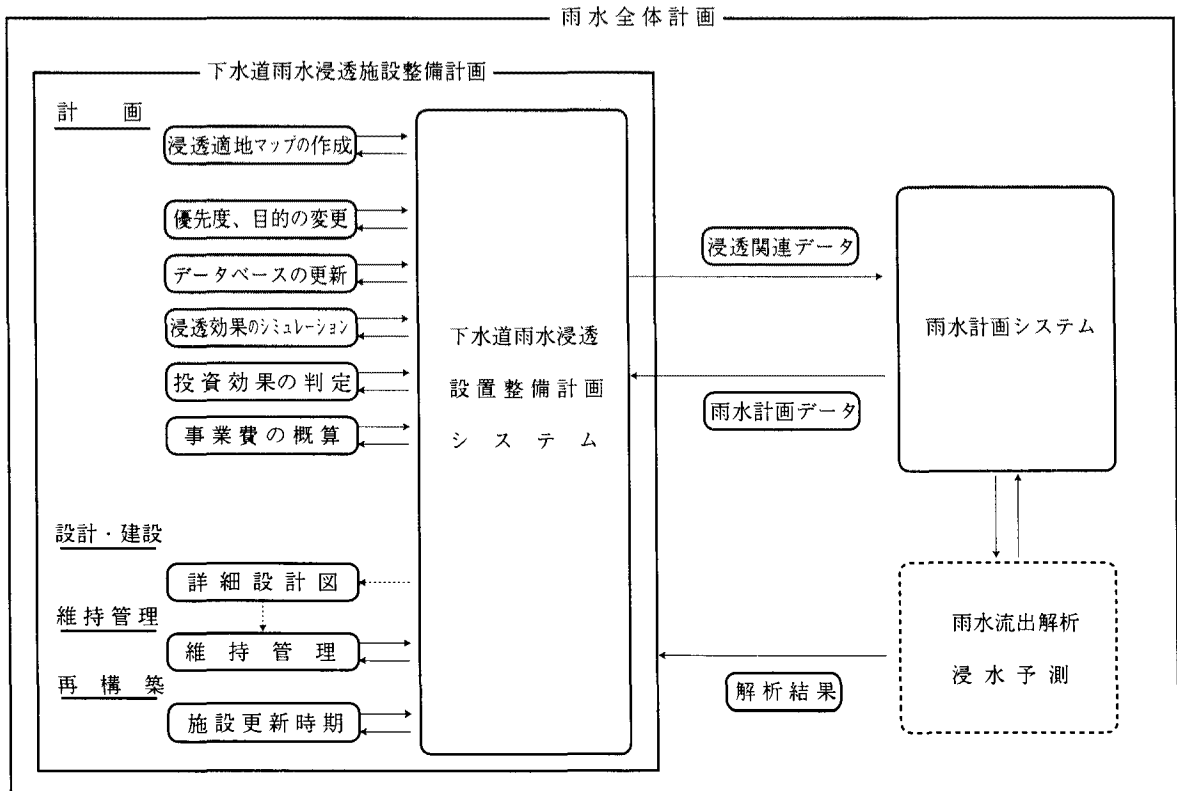 雨水全体計画
下水道雨水浸透施設整備計画
計画
浸透適地マップの作成
優先度、目的の変更
データベースの更新
浸透効果のシミュレーション
投資効果の判定
事業費の概算
設計・建設
詳細設計図
維持管理
維持管理
再構築
施設更新時期
下水道雨水浸透
設置整備計画
システム
浸透関連データ
雨水計画データ
解析結果
雨水計画システム
雨水流出解析
浸水予測